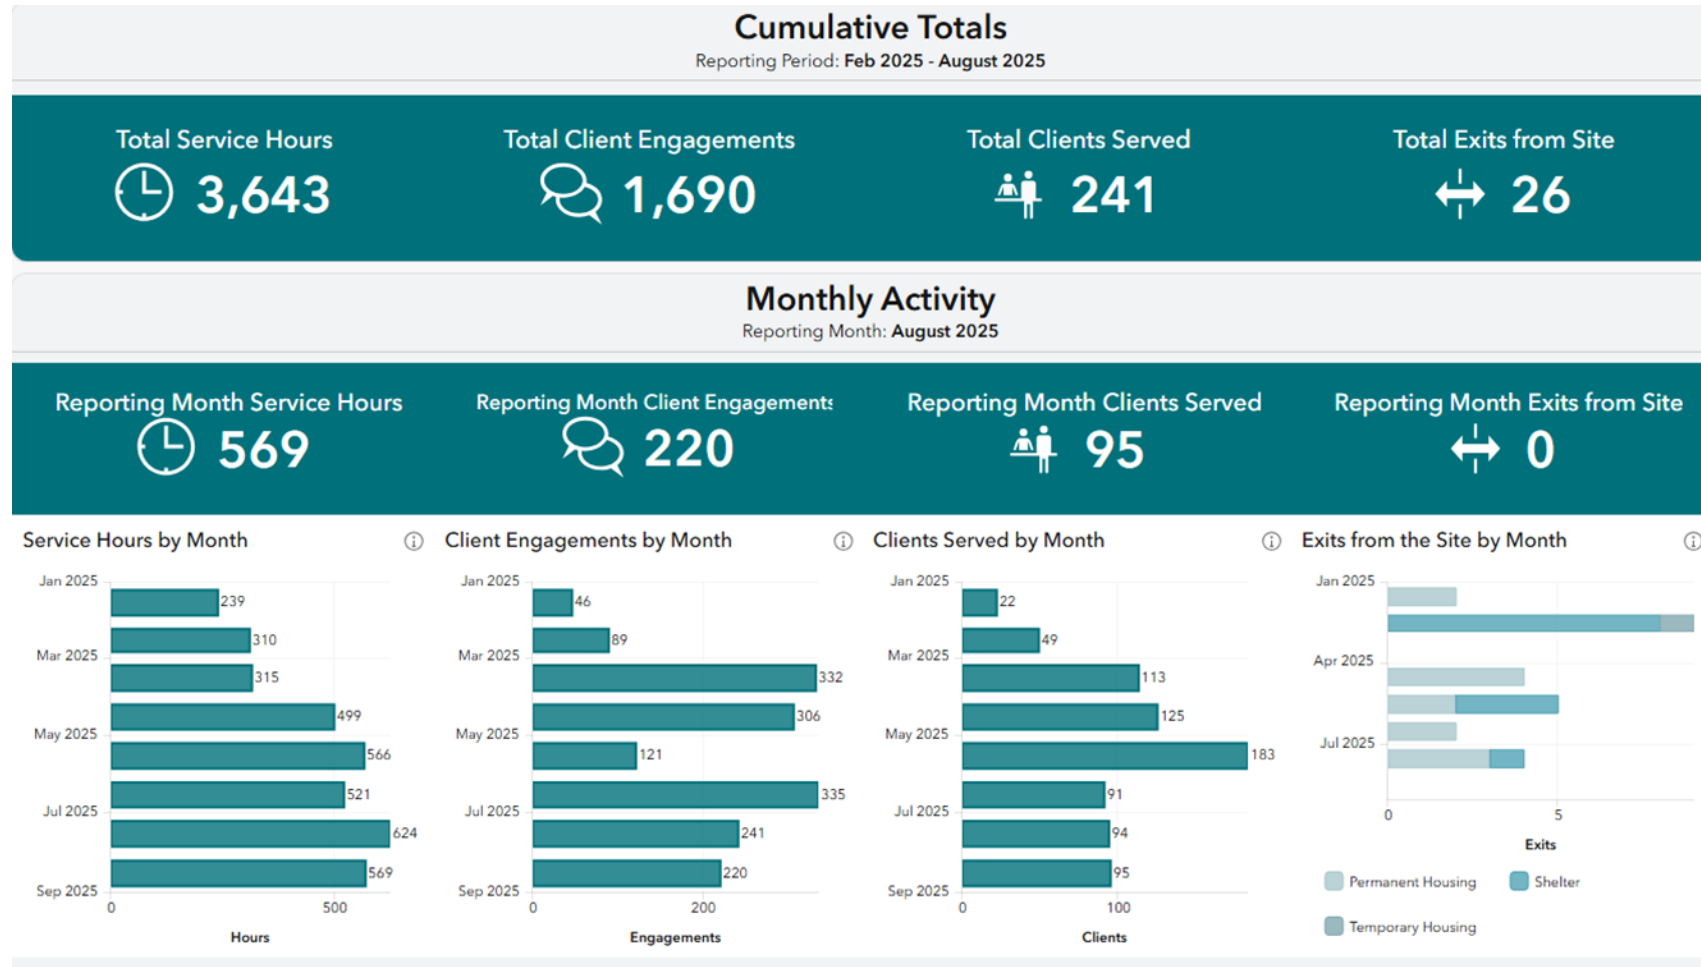 Cumulative Totals
Reporting Period: Feb 2025 - August 2025
Total Service Hours
3,643
Total Client Engagements
1,690
Total Clients Served
241
Total Exits from Site
26
Monthly Activity
Reporting Month: August 2025
Reporting Month Service Hours
569
Reporting Month Client Engagements
220
Reporting Month Clients Served
95
Reporting Month Exits from Site
0
Service Hours by Month
Jan 2025
239
310
Mar 2025
315
499
May 2025
566
521
Jul 2025
624
569
Sep 2025
0 500
Hours
Client Engagements by Month
Jan 2025
46
89
Mar 2025
332
306
May 2025
121
335
Jul 2025
241
220
Sep 2025
0 200
Engagements
Clients Served by Month
Jan 2025
22
49
Mar 2025
113
125
May 2025
183
91
Jul 2025
94
95
Sep 2025
0 100
Clients
Exits from the Site by Month
Jan 2025
Apr 2025
Jul 2025
0 5
Exits
Permanent Housing Shelter
Temporary Housing